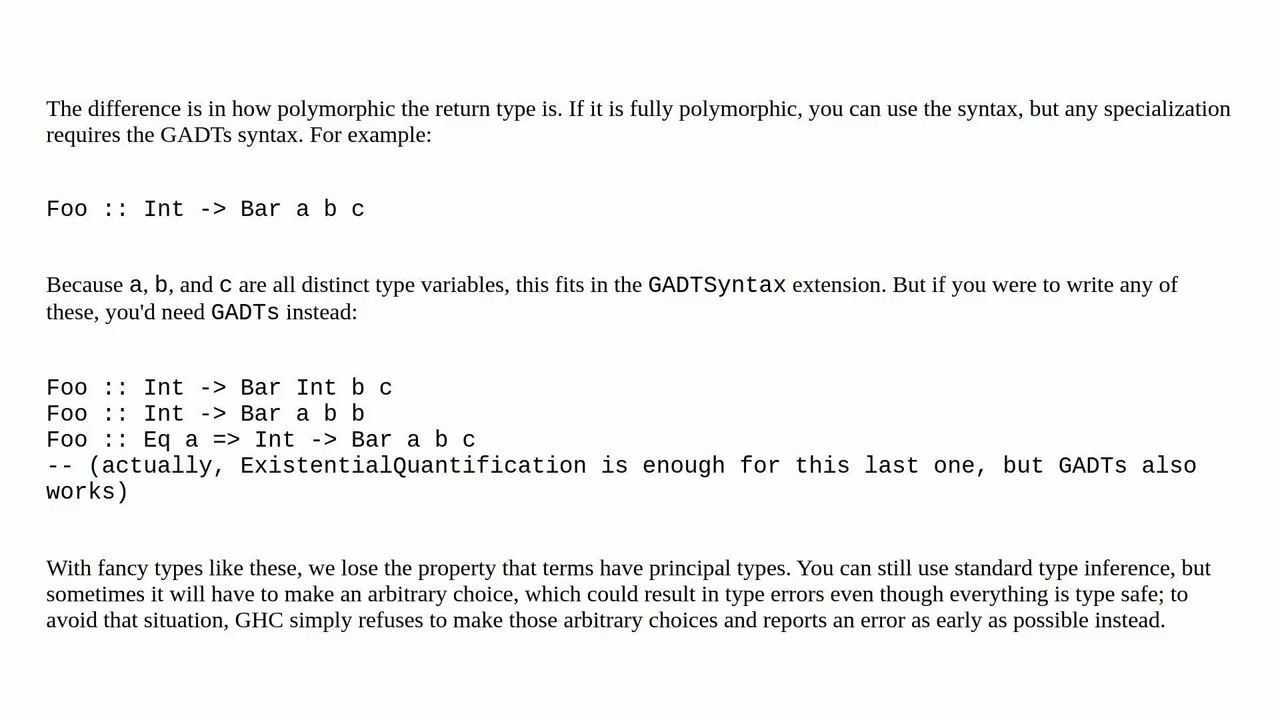 The difference is in how polymorphic the return type is. If it is fully polymorphic, you can use the syntax, but any specialization
requires the GADTs syntax. For example:
Foo :: Int -> Bar a b c
Because a, b, and c are all distinct type variables, this fits in the GADTSyntax extension. But if you were to write any of
these, you'd need GADTs instead:
Foo :: Int -> Bar Int b c
Foo :: Int -> Bar a b b
Foo :: Eq a => Int -> Bar a b c
-- (actually, ExistentialQuantification is enough for this last one, but GADTs also
works)
With fancy types like these, we lose the property that terms have principal types. You can still use standard type inference, but
sometimes it will have to make an arbitrary choice, which could result in type errors even though everything is type safe; to
avoid that situation, GHC simply refuses to make those arbitrary choices and reports an error as early as possible instead.